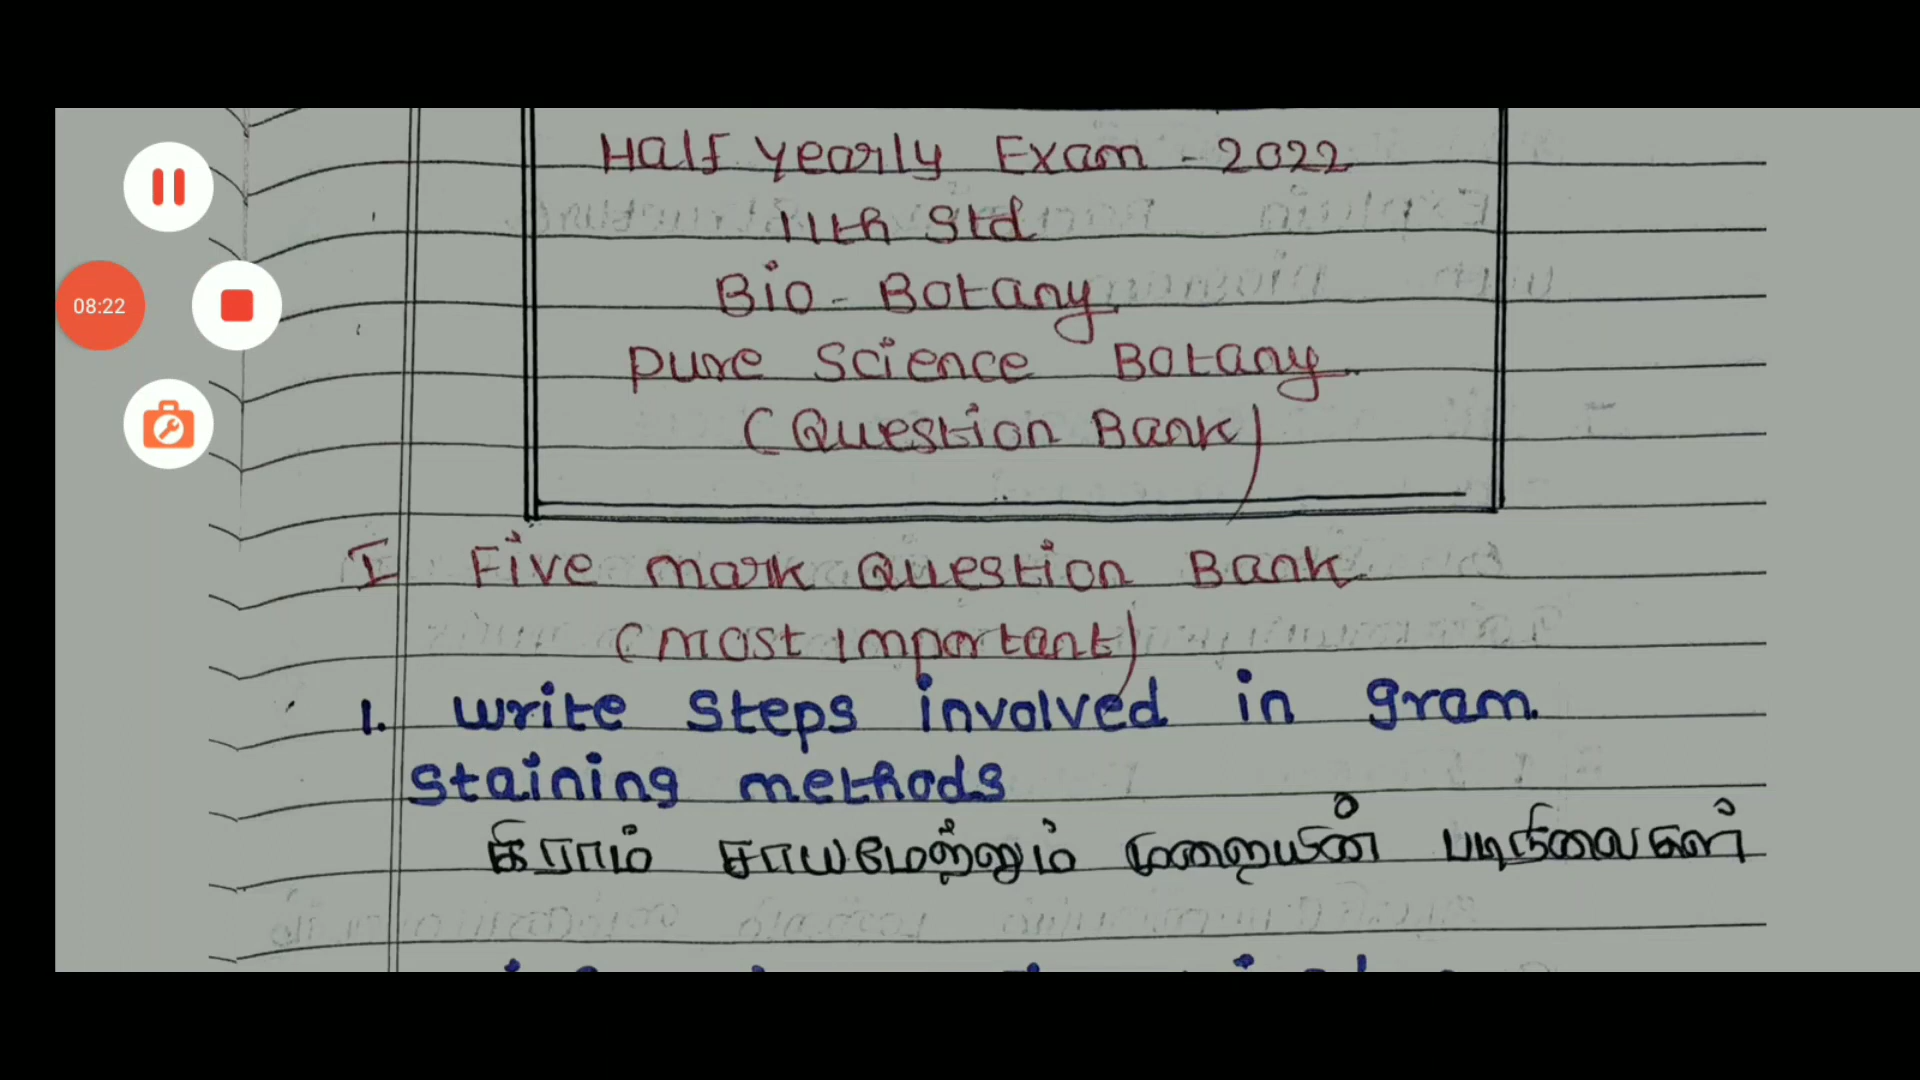 Half yearly Exam - 2022
11th Std
Bio - Botany
Pure Science Botany
(Question Bank)
08:22
I Five mark Question Bank
(most Important)
1. Write Steps involved in gram
Staining methods
கிராம் சாயமேற்றும் முறையின் படிநிலைகள்